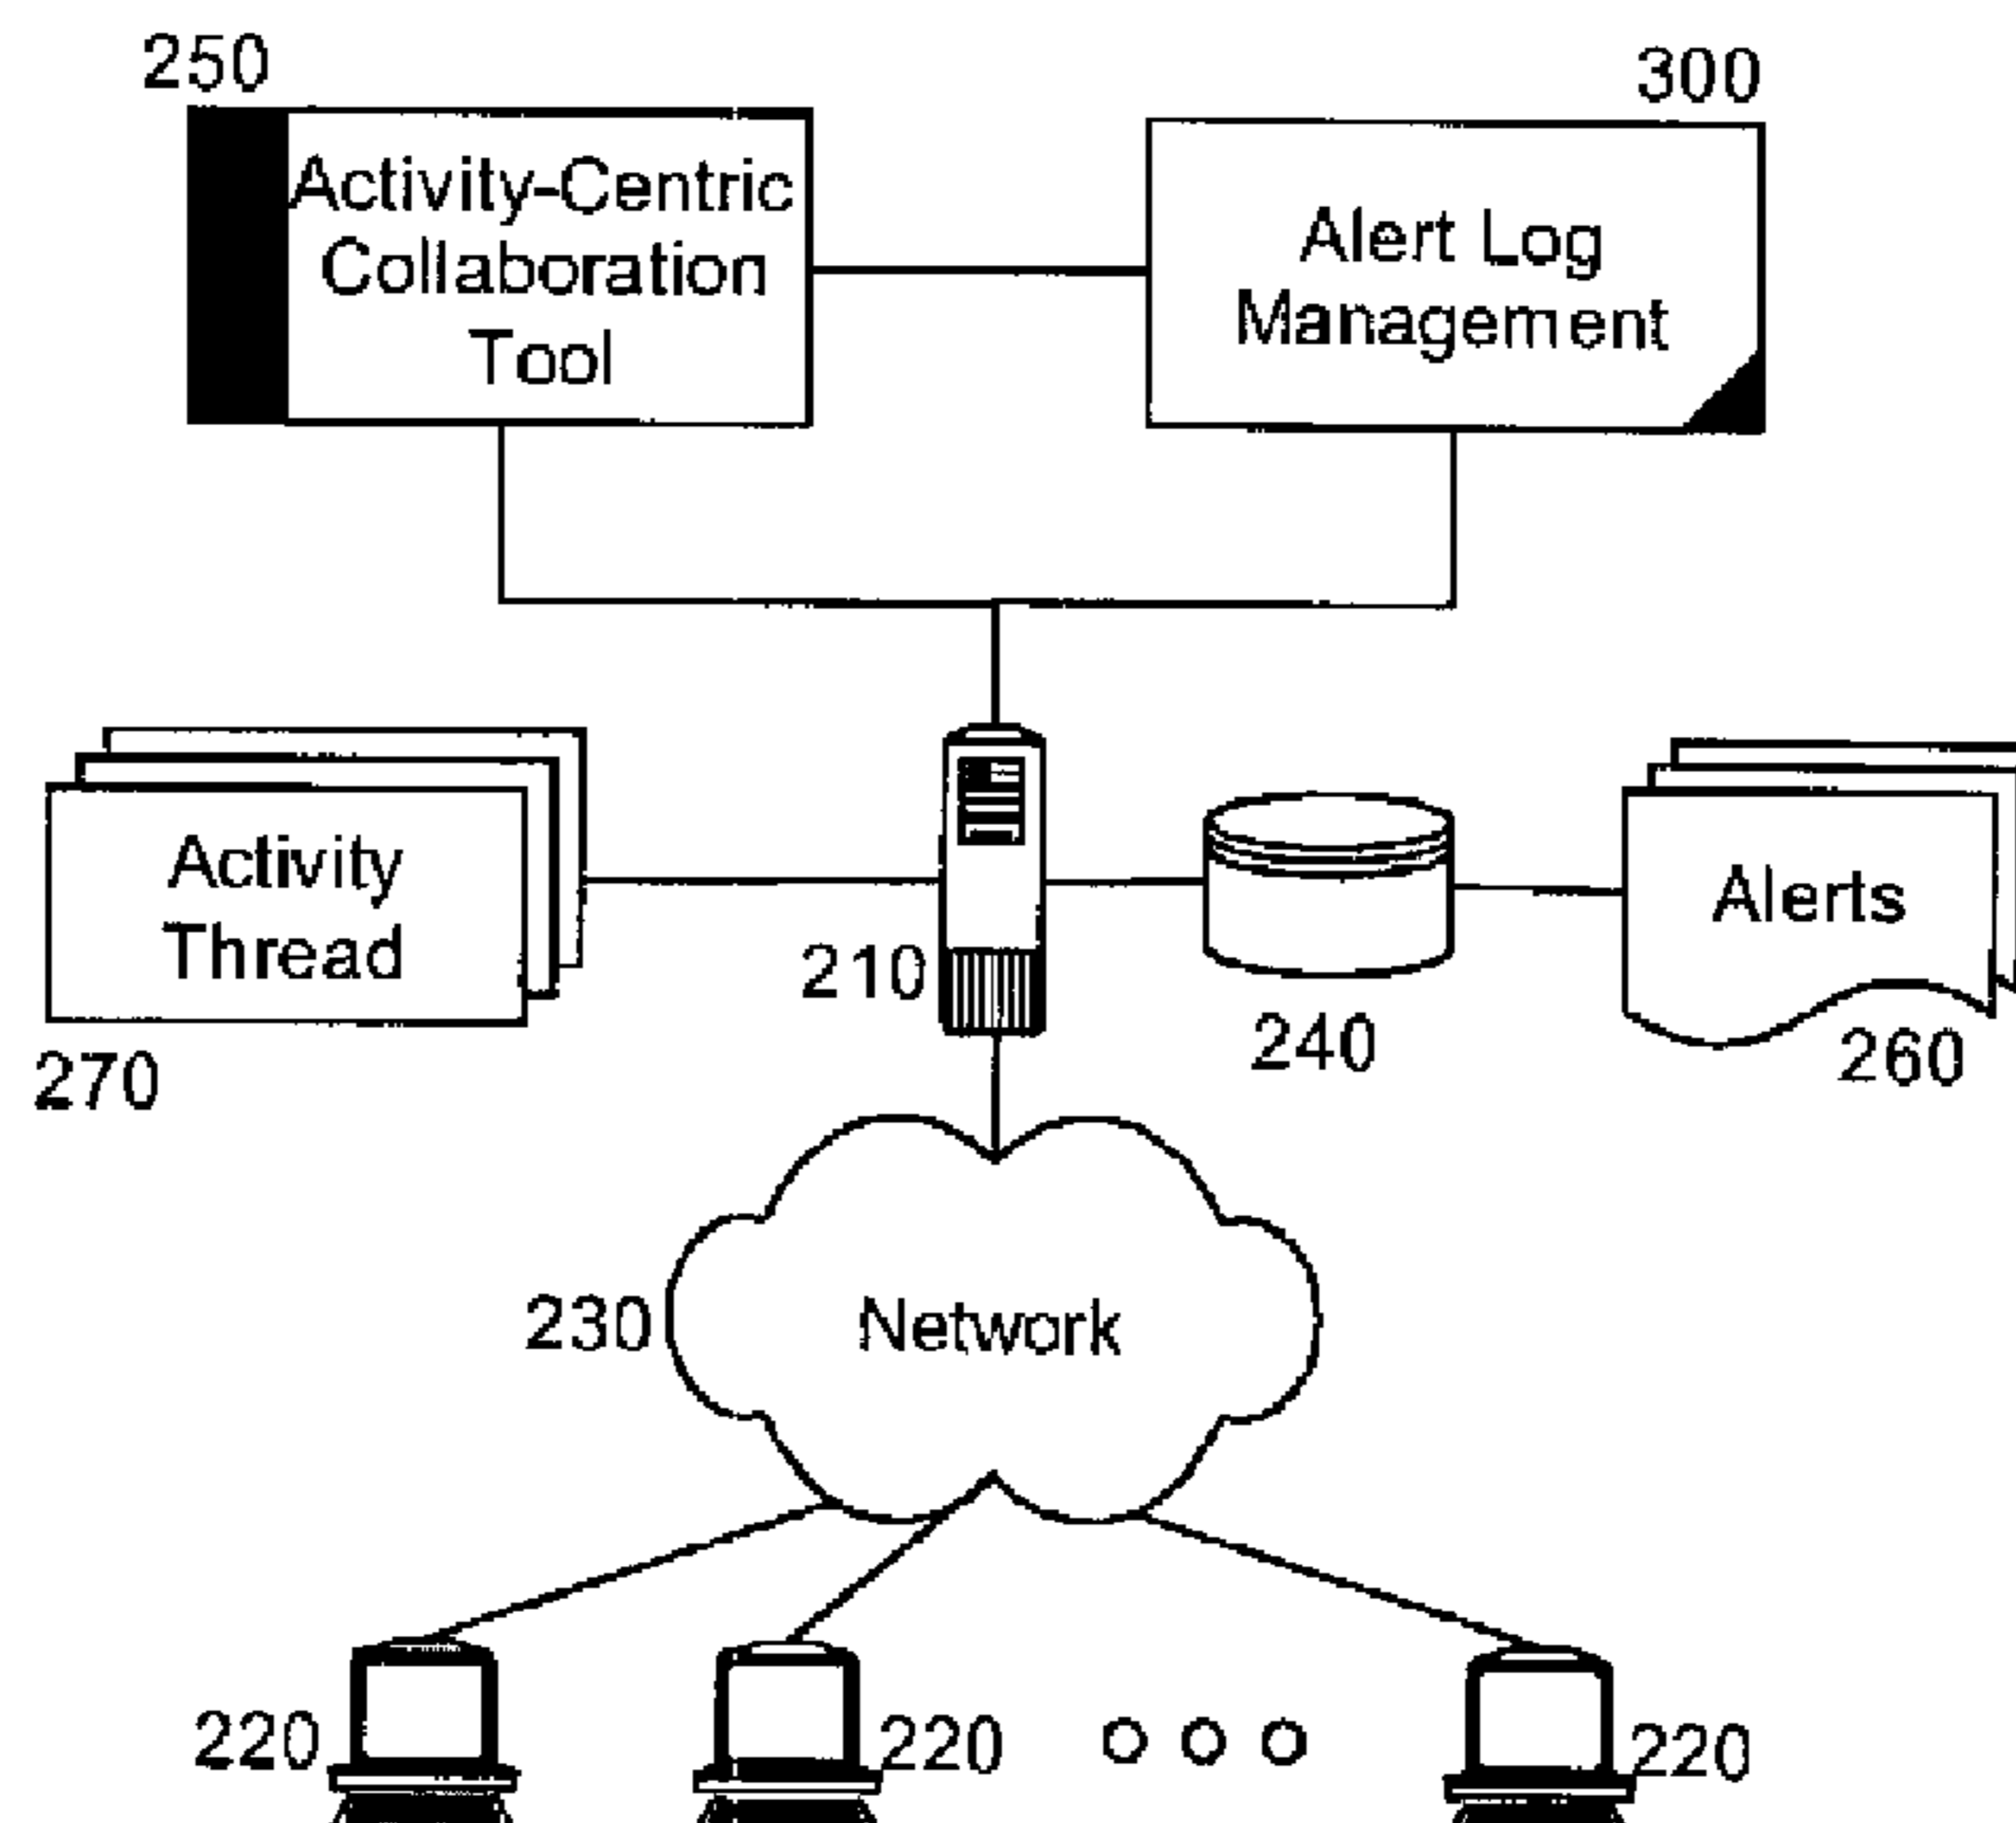 250
300
Activity-Centric
Collaboration
Tool
Alert Log
Management
Activity
Thread
Alerts
210
240
260
270
230
Network
220
220
220